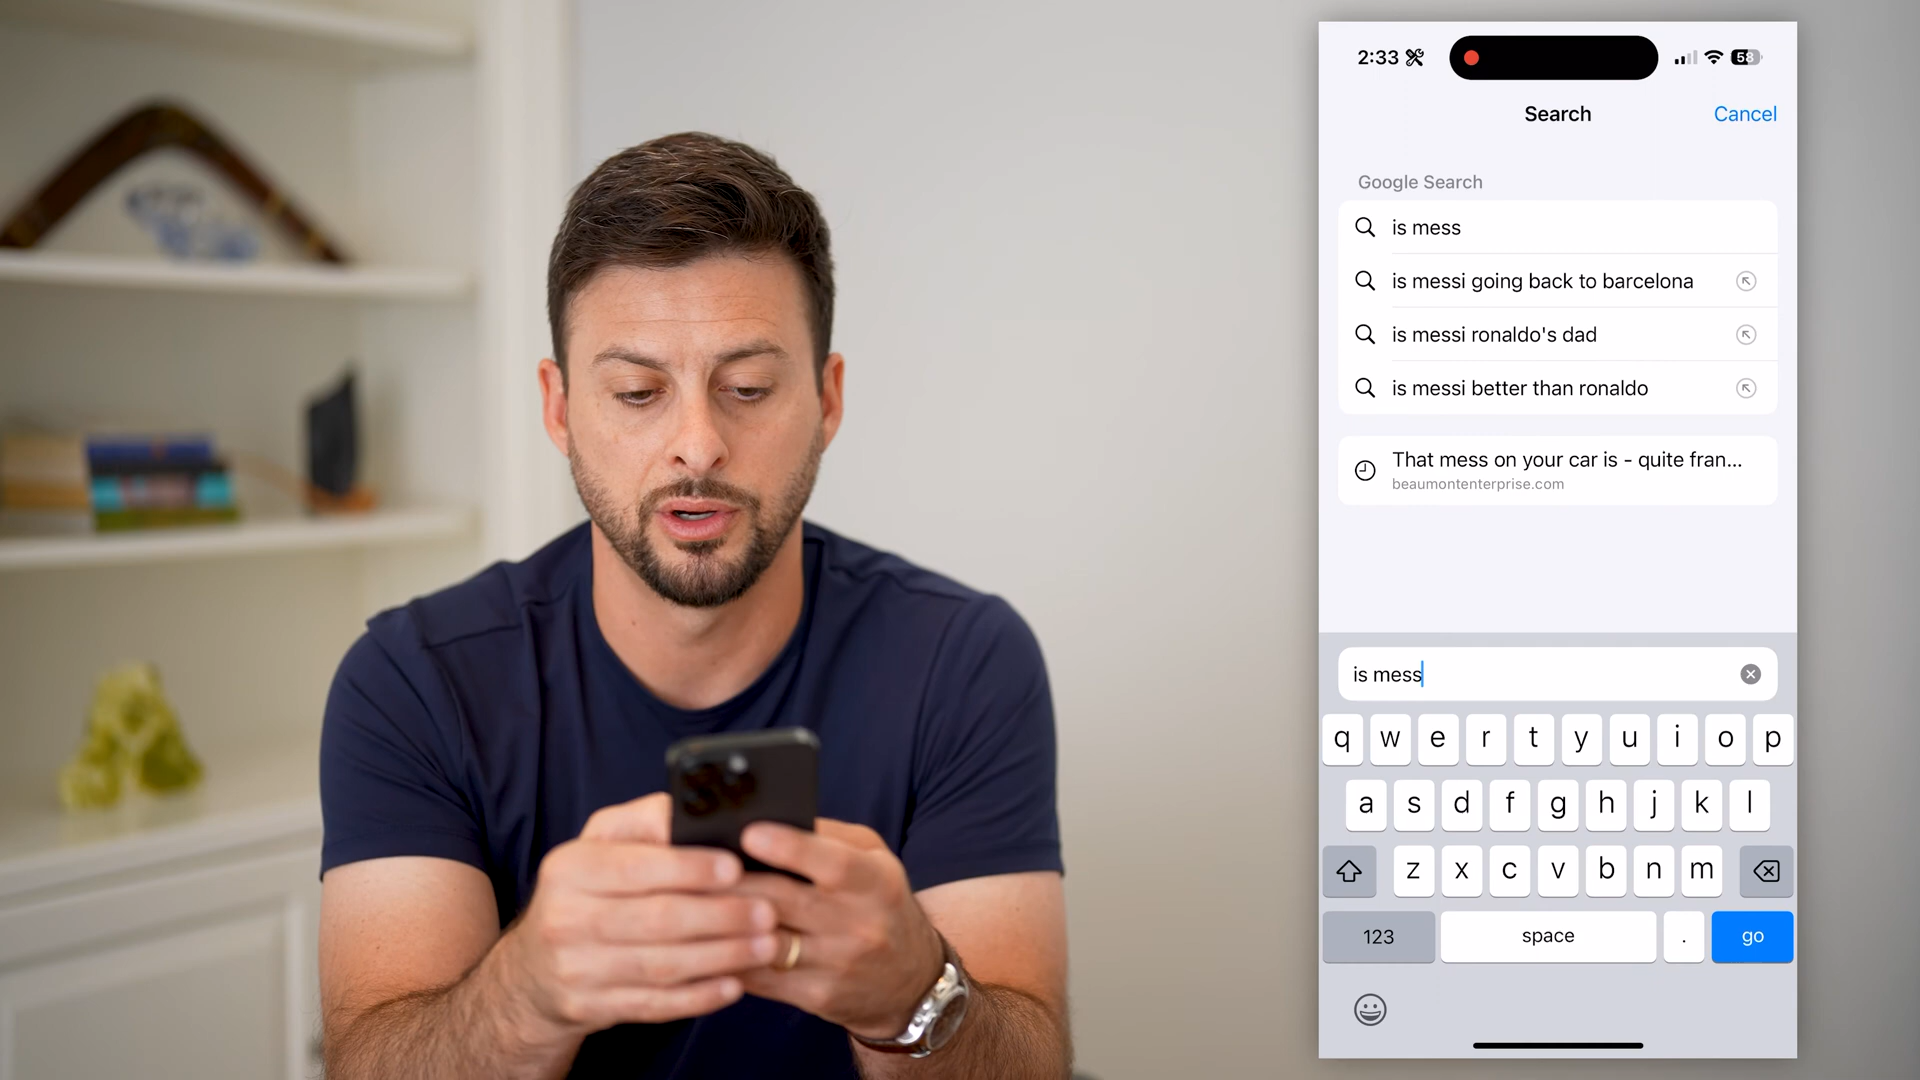 2:33
58
Search
Cancel
Google Search
is mess
is messi going back to barcelona
is messi ronaldo's dad
is messi better than ronaldo
That mess on your car is - quite fran...
beaumontenterprise.com
is mess
q w e r t y u i o p
a s d f g h j k l
z x c v b n m
123 space . go